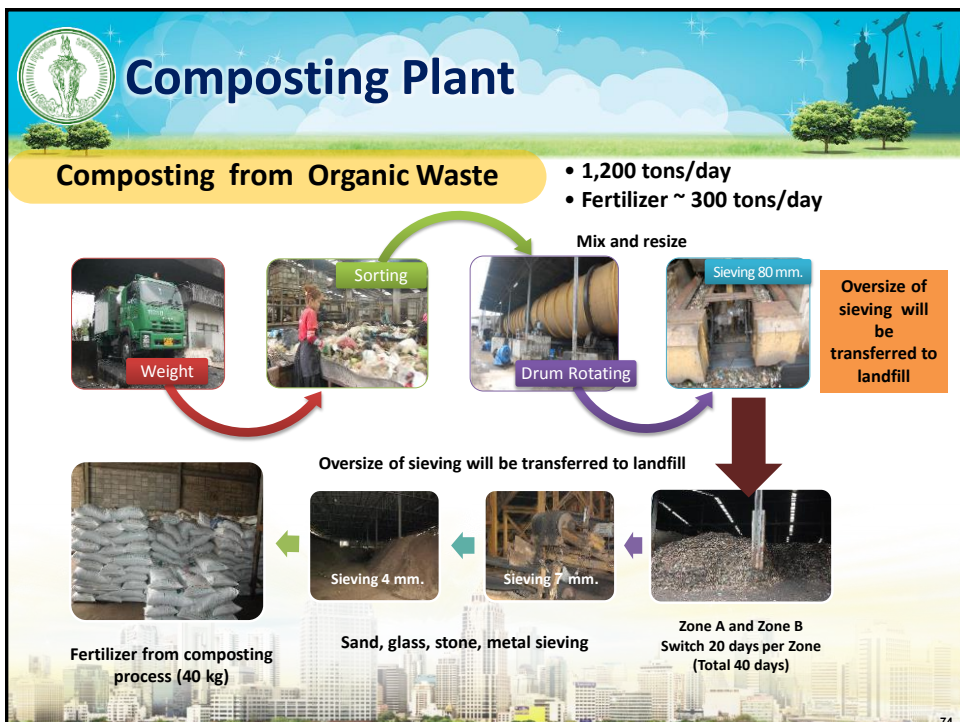 Composting Plant
Composting from Organic Waste
• 1,200 tons/day
• Fertilizer ~ 300 tons/day
Mix and resize
Weight
Sorting
Drum Rotating
Sieving 80 mm.
Oversize of
sieving will
be
transferred to
landfill
Oversize of sieving will be transferred to landfill
Sieving 4 mm.
Sieving 7 mm.
Zone A and Zone B
Switch 20 days per Zone
(Total 40 days)
Sand, glass, stone, metal sieving
Fertilizer from composting
process (40 kg)
74